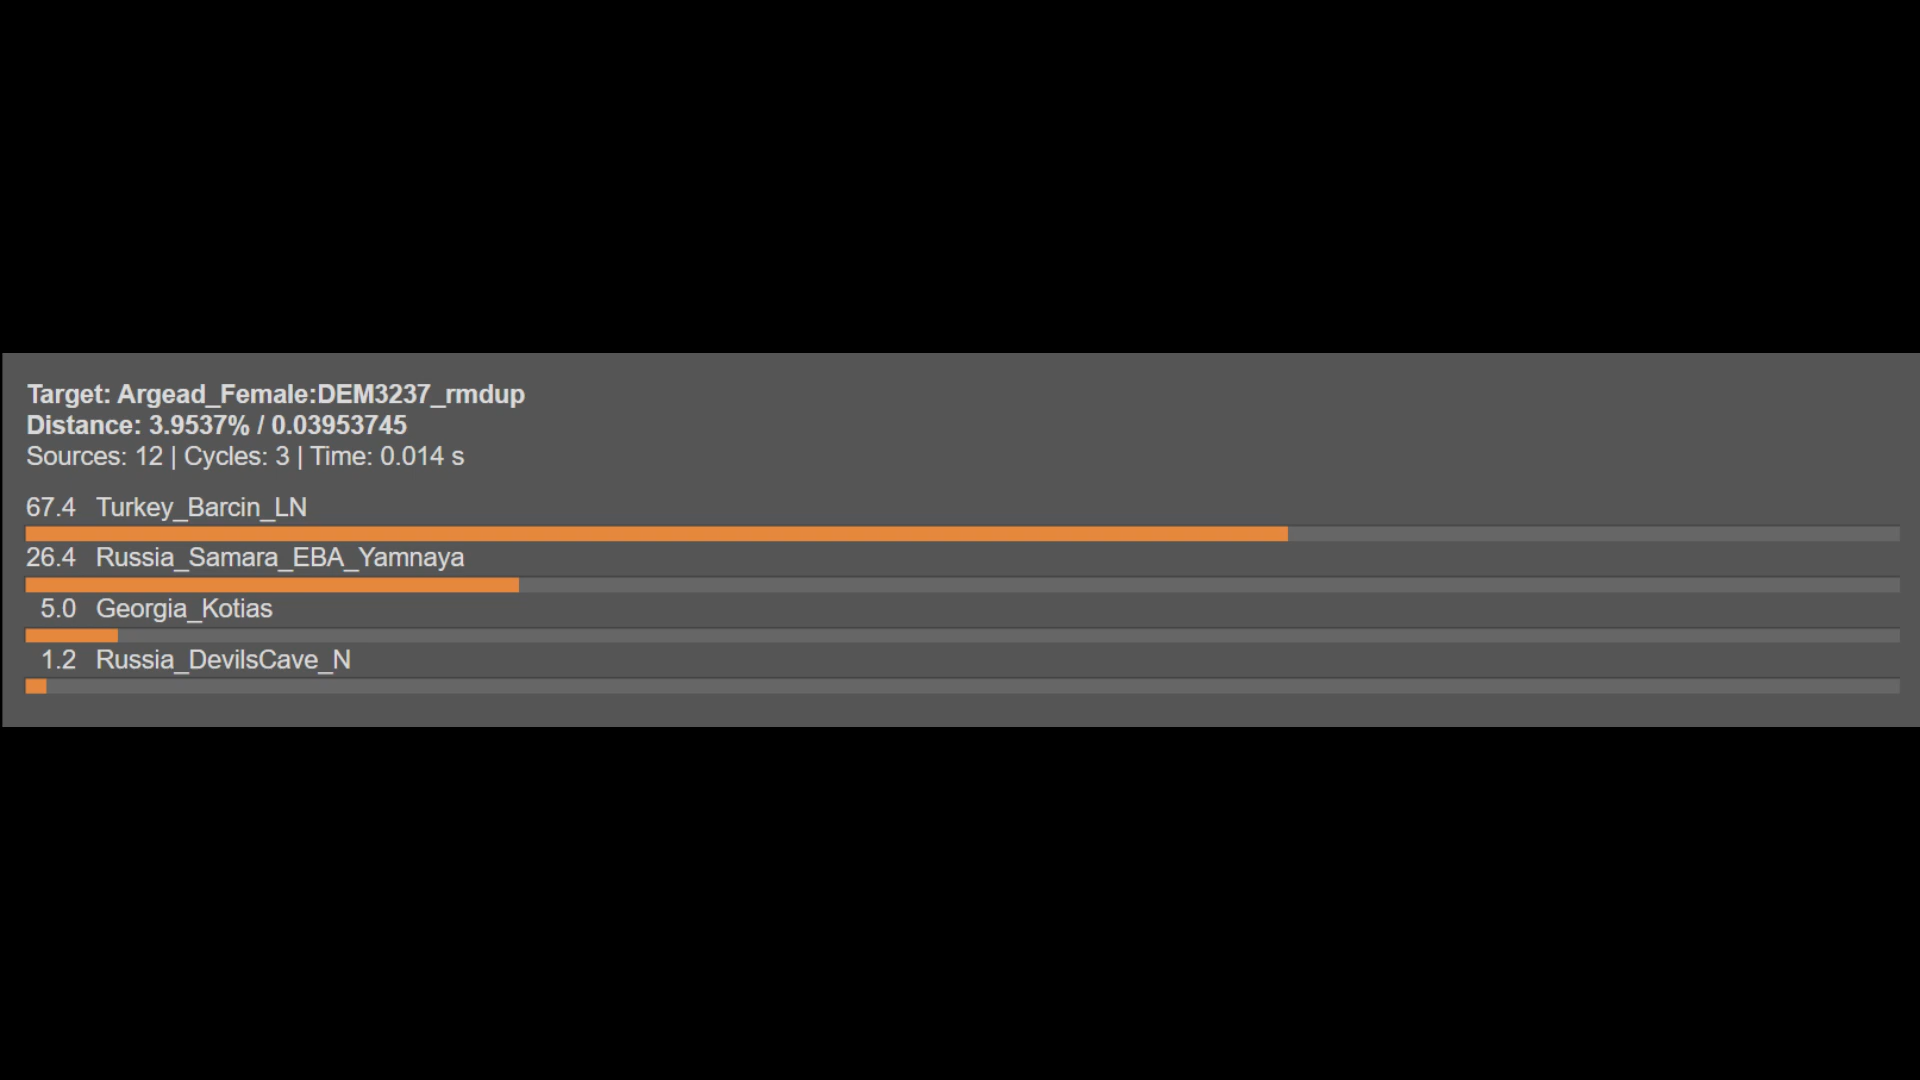 Target: Argead_Female:DEM3237_rmdup
Distance: 3.9537% / 0.03953745
Sources: 12 | Cycles: 3 | Time: 0.014 s
67.4 Turkey_Barcin_LN
26.4 Russia_Samara_EBA_Yamnaya
5.0 Georgia_Kotias
1.2 Russia_DevilsCave_N